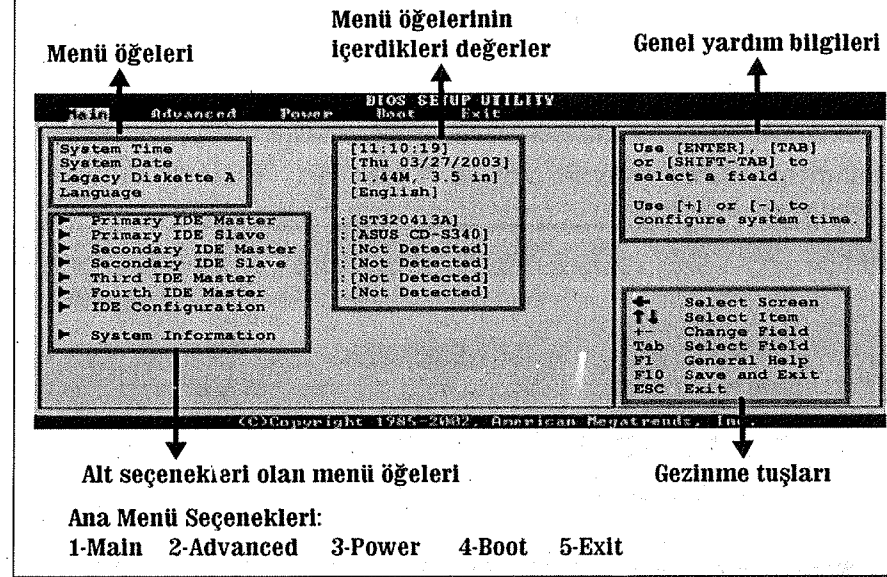 Menü öğeleri
Menü öğelerinin
içerdikleri değerler
Genel yardım bilgileri
BIOS SETUP UTILITY
Main Advanced Power Boot Exit
System Time [11:10:19]
System Date [Thu 03/27/2003]
Legacy Diskette A [1.44M, 3.5 in]
Language [English]
Primary IDE Master :[ST320413A]
Primary IDE Slave :[ASUS CD-S340]
Secondary IDE Master :[Not Detected]
Secondary IDE Slave :[Not Detected]
Third IDE Master :[Not Detected]
Fourth IDE Master :[Not Detected]
IDE Configuration
System Information
Use [ENTER], [TAB]
or [SHIFT-TAB] to
select a field.
Use [+] or [-] to
configure system time.
Select Screen
Select Item
+- Change Field
Tab Select Field
F1 General Help
F10 Save and Exit
ESC Exit
(C)Copyright 1985-2002, American Megatrends, Inc.
Alt seçenekleri olan menü öğeleri
Gezinme tuşları
Ana Menü Seçenekleri:
1-Main 2-Advanced 3-Power 4-Boot 5-Exit